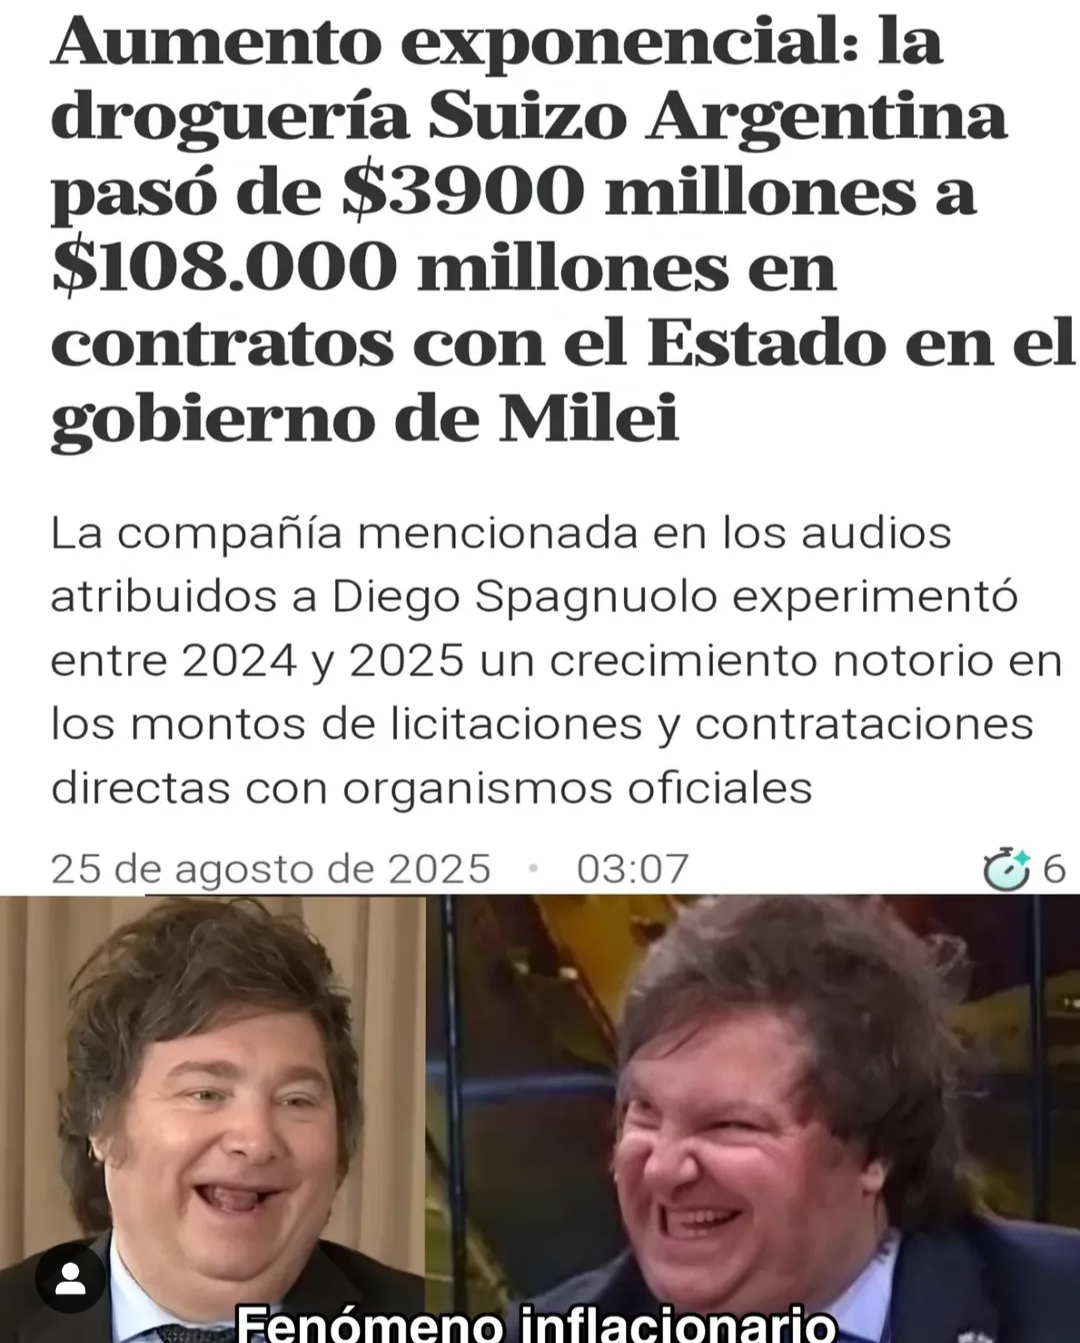 Aumento exponencial: la
droguería Suizo Argentina
pasó de $3900 millones a
$108.000 millones en
contratos con el Estado en el
gobierno de Milei
La compañía mencionada en los audios
atribuidos a Diego Spagnuolo experimentó
entre 2024 y 2025 un crecimiento notorio en
los montos de licitaciones y contrataciones
directas con organismos oficiales
25 de agosto de 2025 • 03:07 6
Fenómeno inflacionario